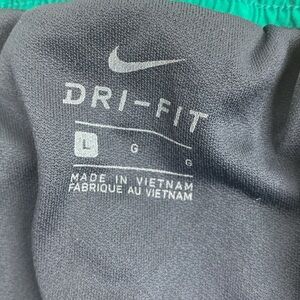 DRI-FIT
L G G
MADE IN VIETNAM
FABRIQUE AU VIETNAM